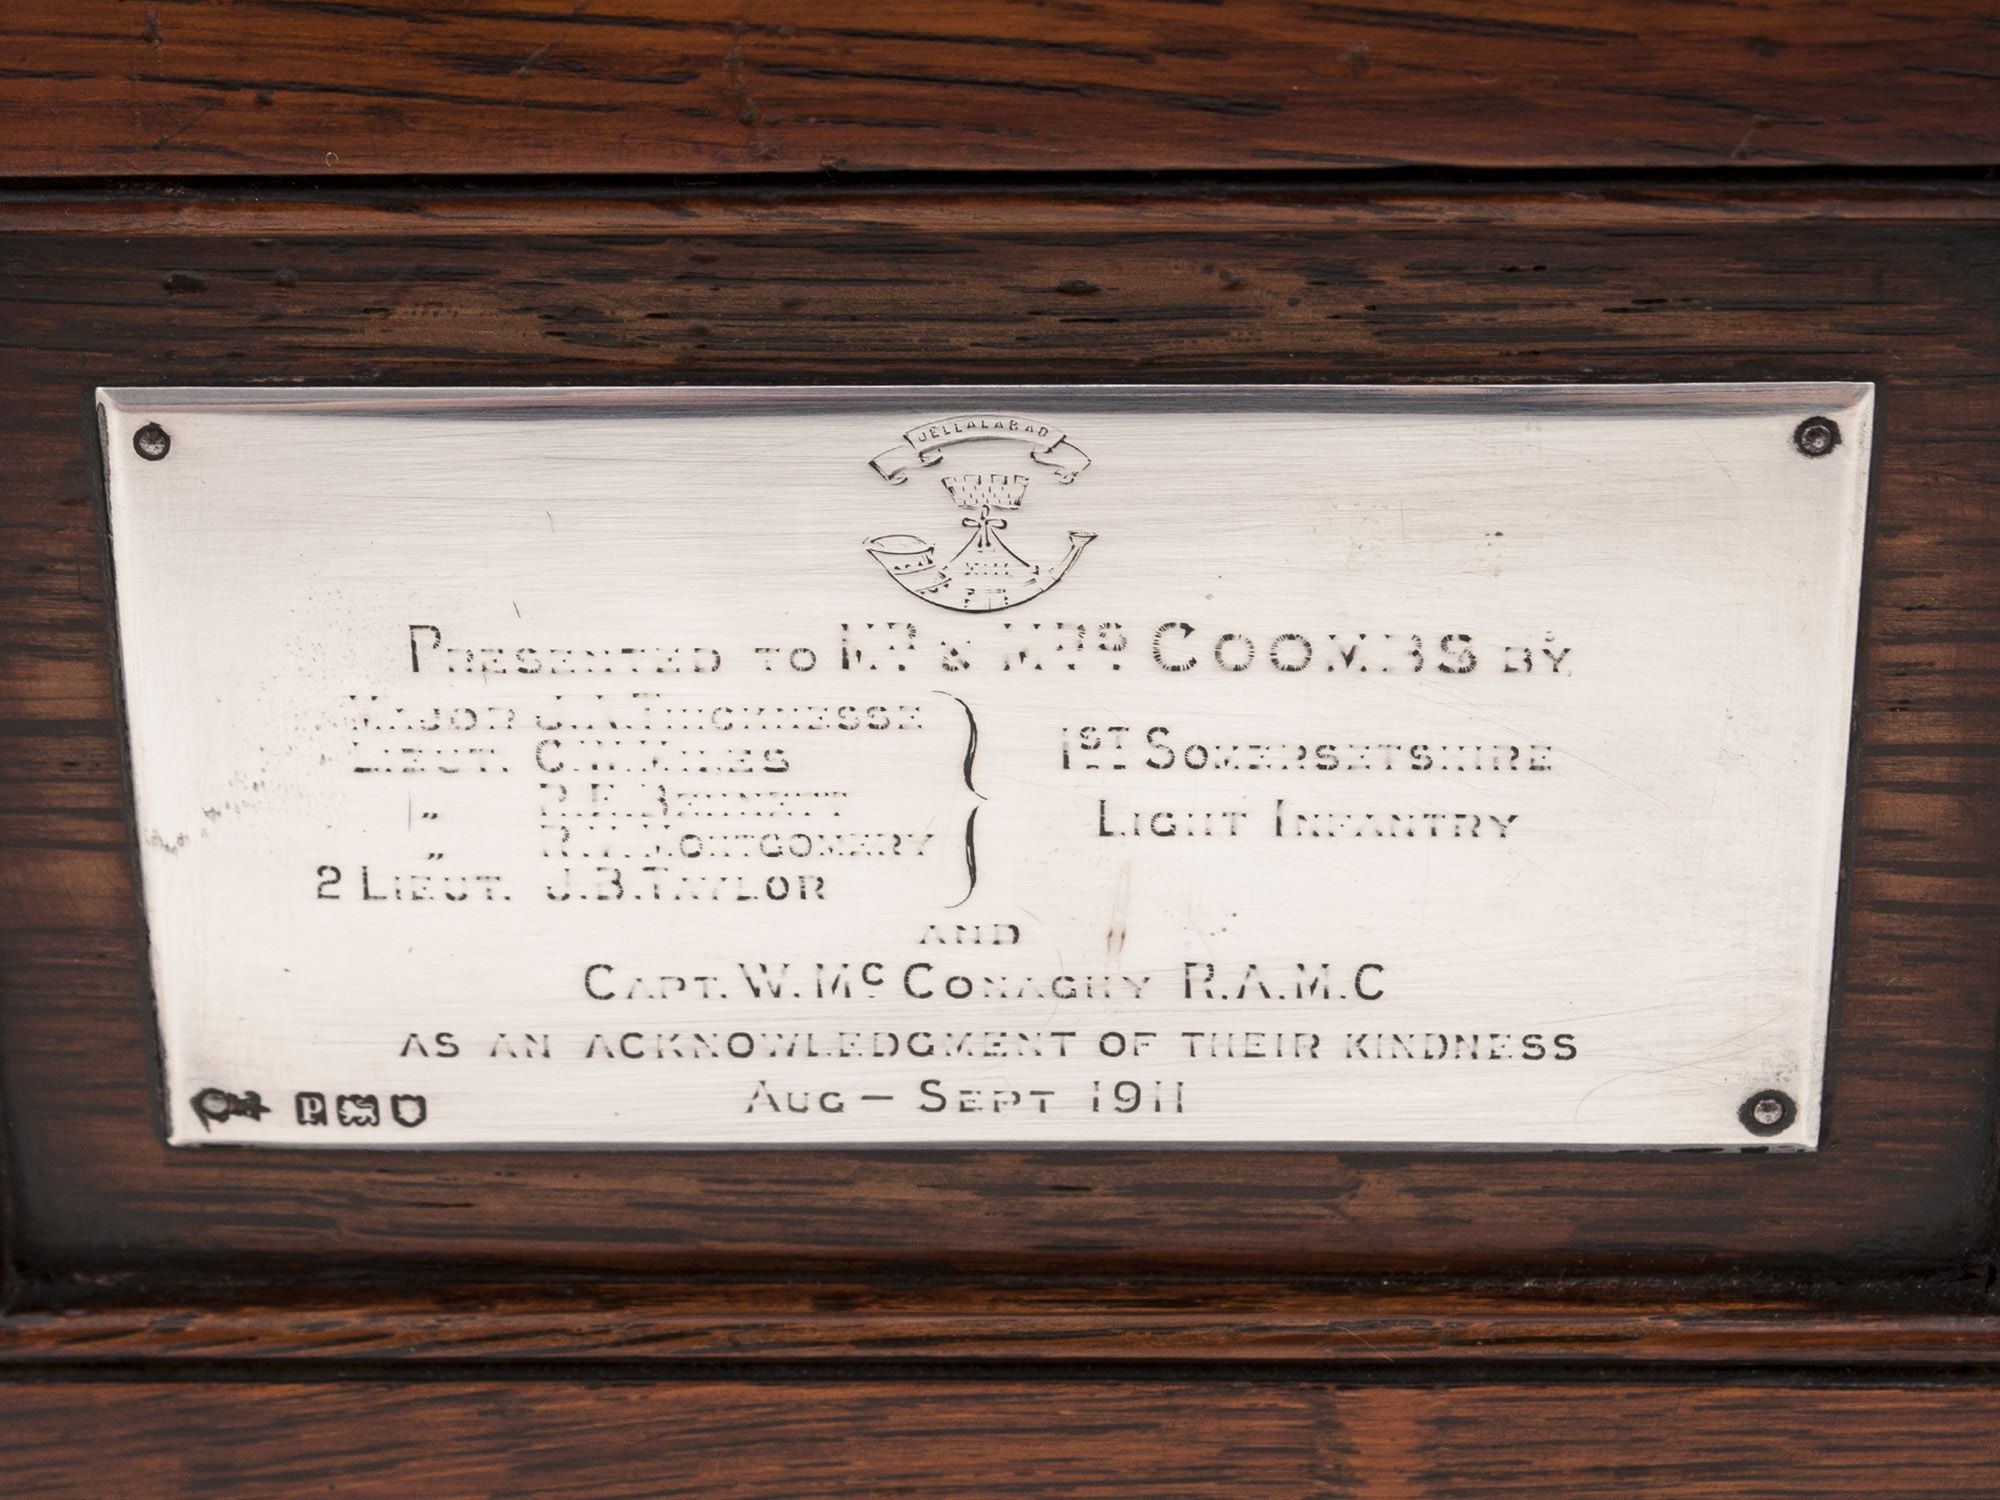 JELLALABAD
XIII
P
PRESENTED TO MR & MRS COOMBS BY
MAJOR J.A. THICKNESSE
LIEUT. C.W. MILES
„ R.E. BENNETT
„ R.H. MONTGOMERY
2 LIEUT. J.B. TAYLOR
1ST SOMERSETSHIRE
LIGHT INFANTRY
AND
CAPT. W. MC CONAGHY R.A.M.C
AS AN ACKNOWLEDGMENT OF THEIR KINDNESS
AUG – SEPT 1911
P